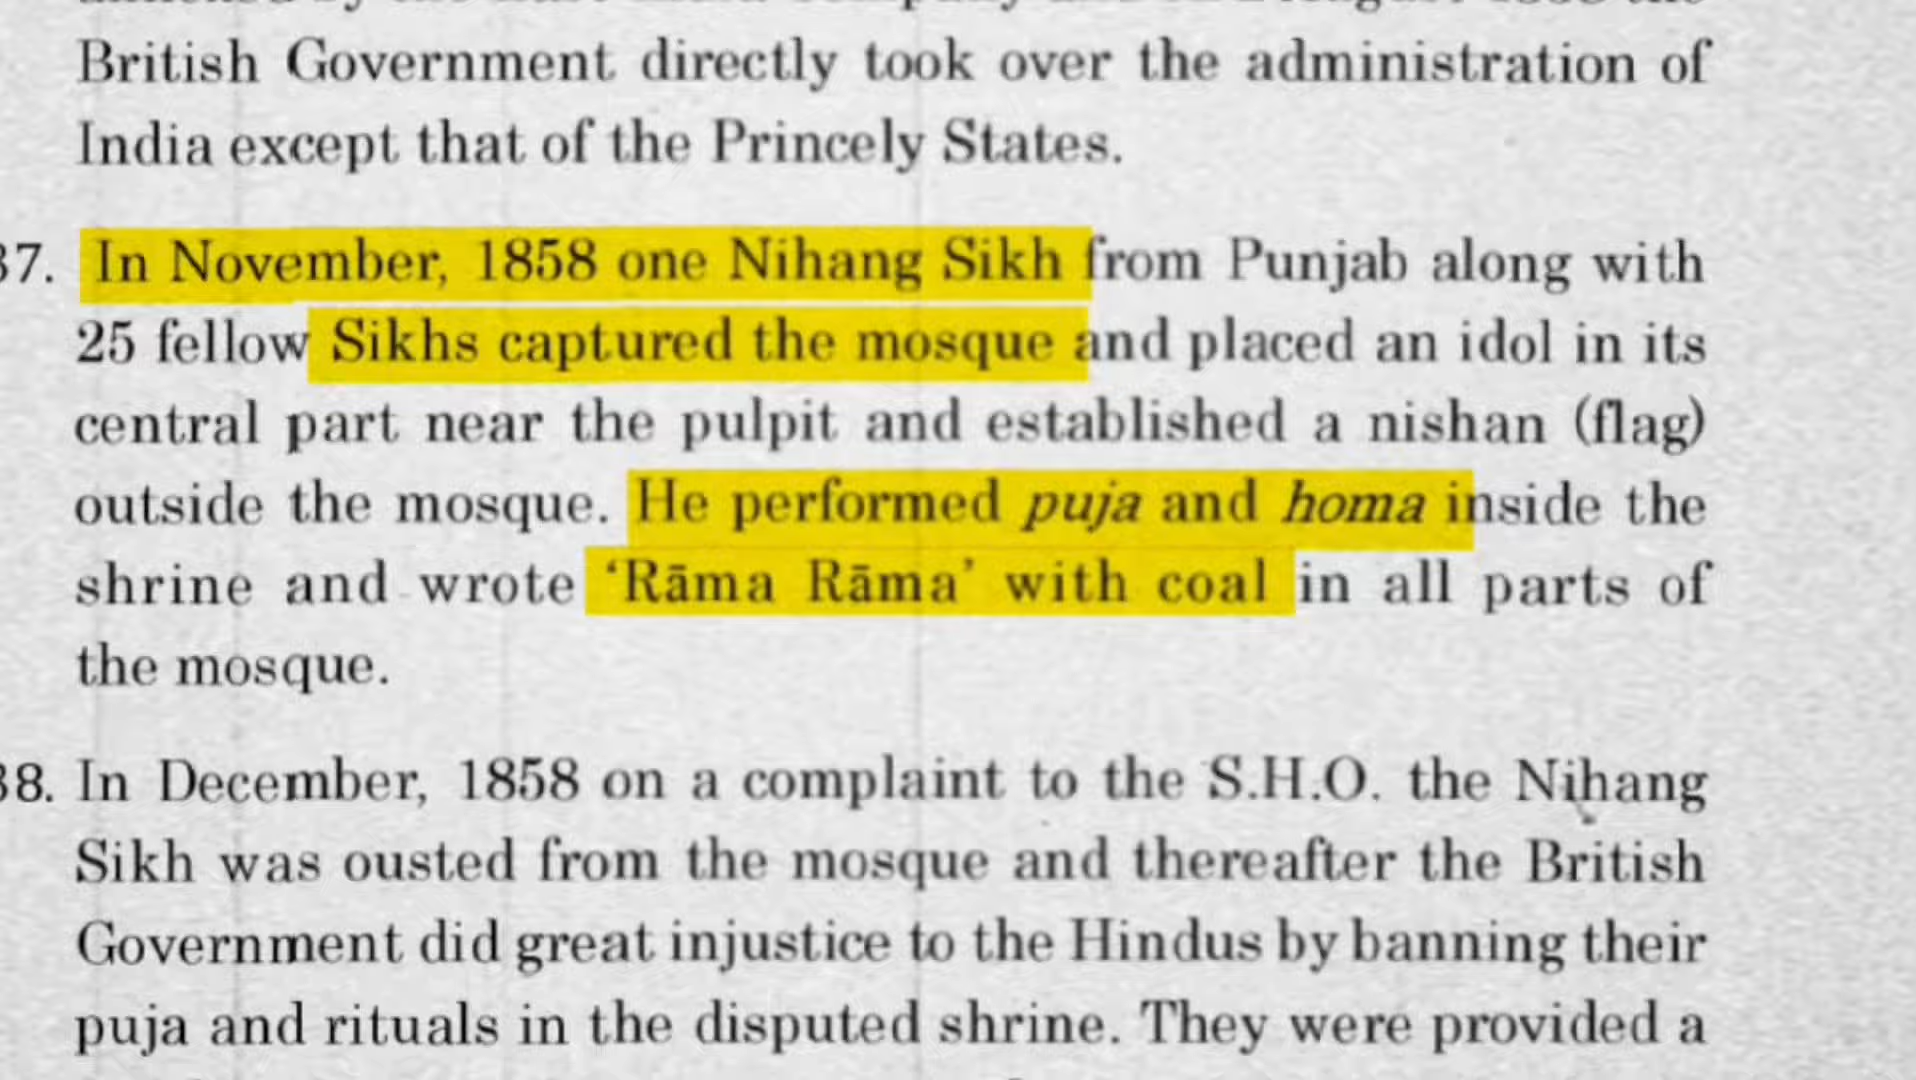 British Government directly took over the administration of
India except that of the Princely States.
37. In November, 1858 one Nihang Sikh from Punjab along with
25 fellow Sikhs captured the mosque and placed an idol in its
central part near the pulpit and established a nishan (flag)
outside the mosque. He performed puja and homa inside the
shrine and wrote ‘Rāma Rāma’ with coal in all parts of
the mosque.
38. In December, 1858 on a complaint to the S.H.O. the Nihang
Sikh was ousted from the mosque and thereafter the British
Government did great injustice to the Hindus by banning their
puja and rituals in the disputed shrine. They were provided a